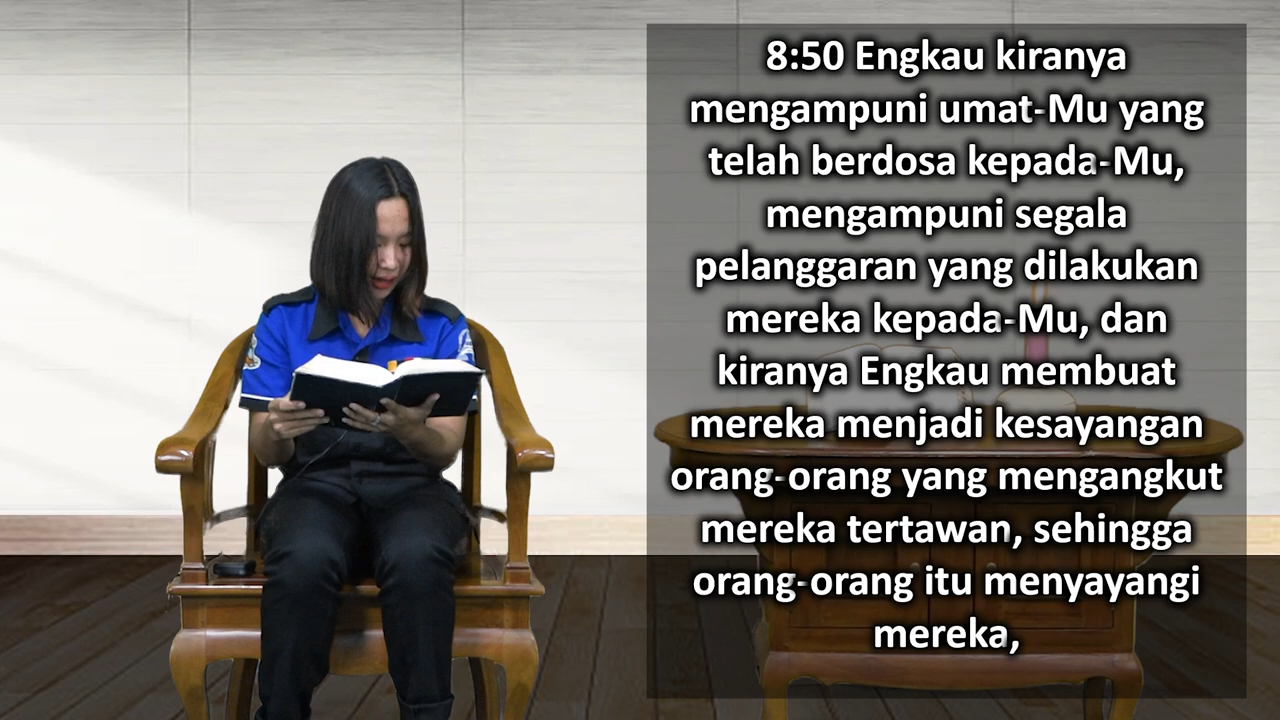 8:50 Engkau kiranya
mengampuni umat-Mu yang
telah berdosa kepada-Mu,
mengampuni segala
pelanggaran yang dilakukan
mereka kepada-Mu, dan
kiranya Engkau membuat
mereka menjadi kesayangan
orang-orang yang mengangkut
mereka tertawan, sehingga
orang-orang itu menyayangi
mereka,